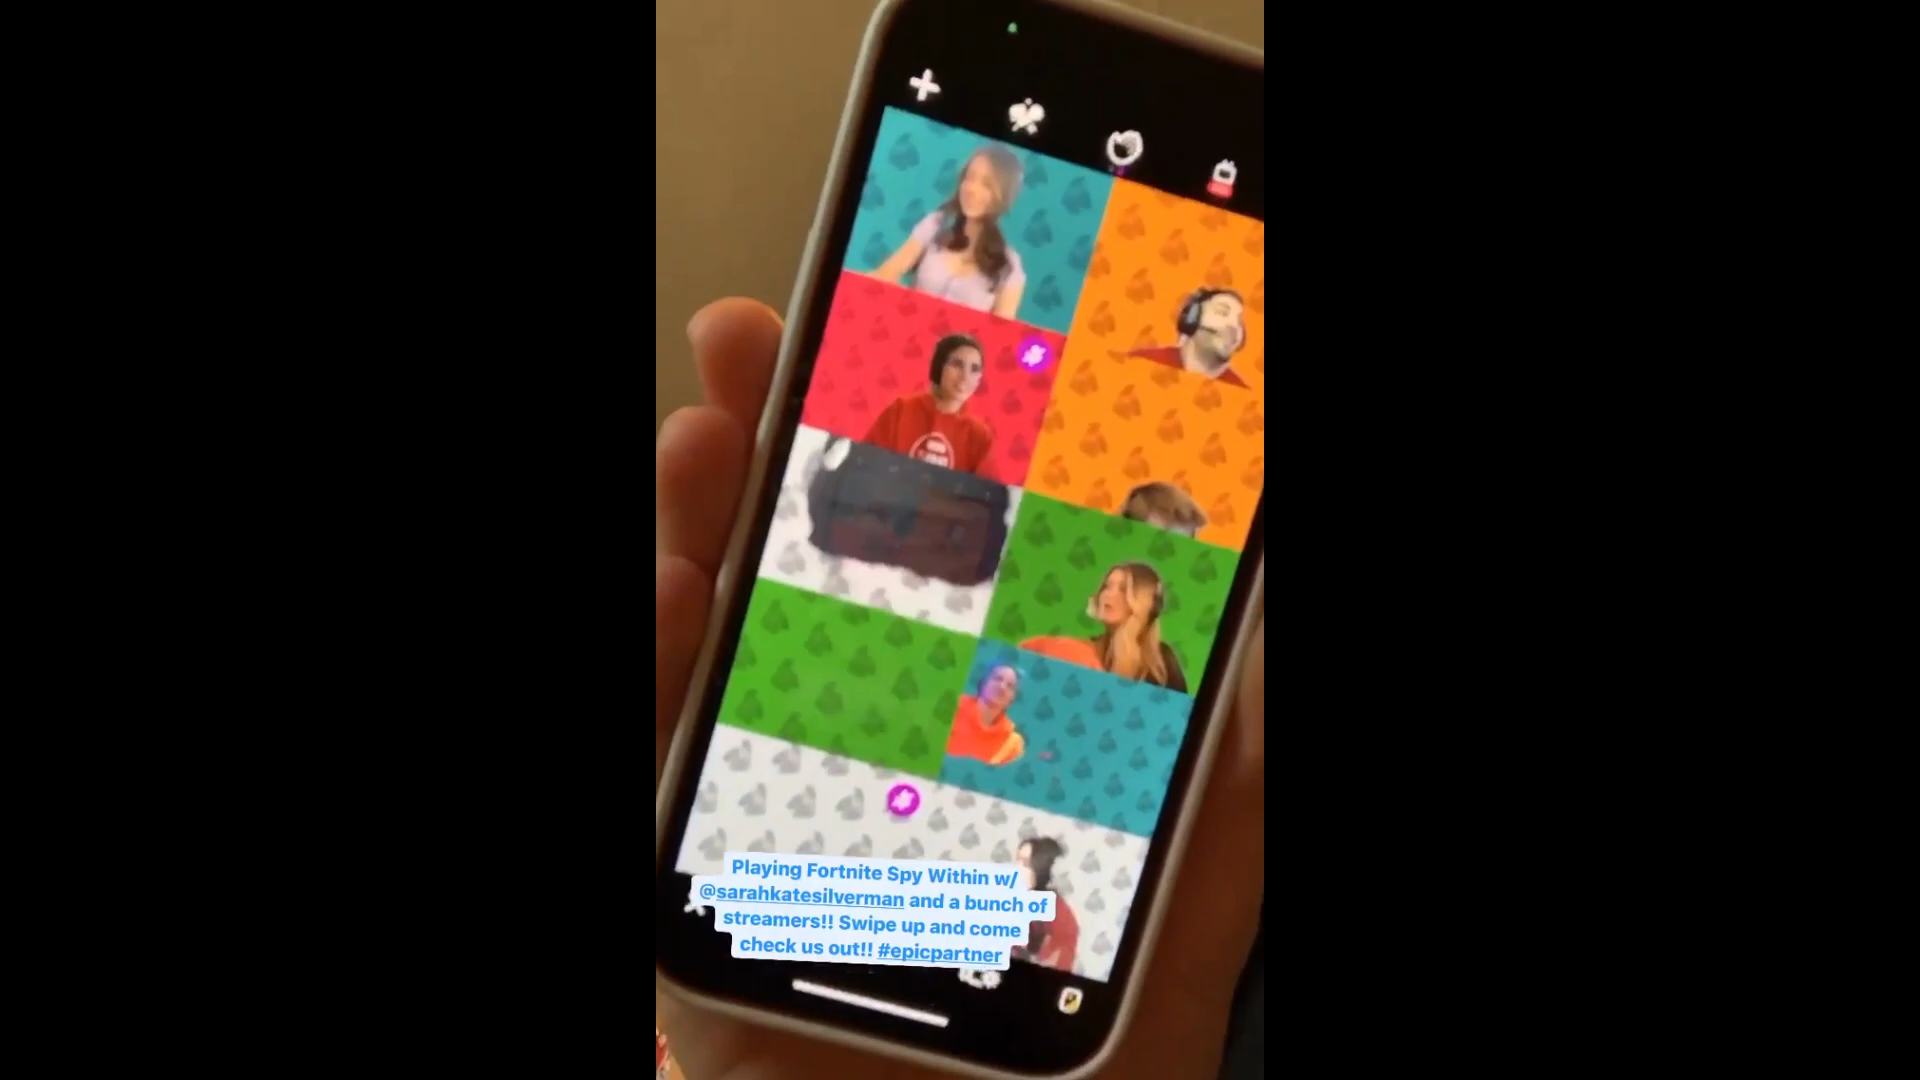 Playing Fortnite Spy Within w/
@sarahkatesilverman and a bunch of
streamers!! Swipe up and come
check us out!! #epicpartner